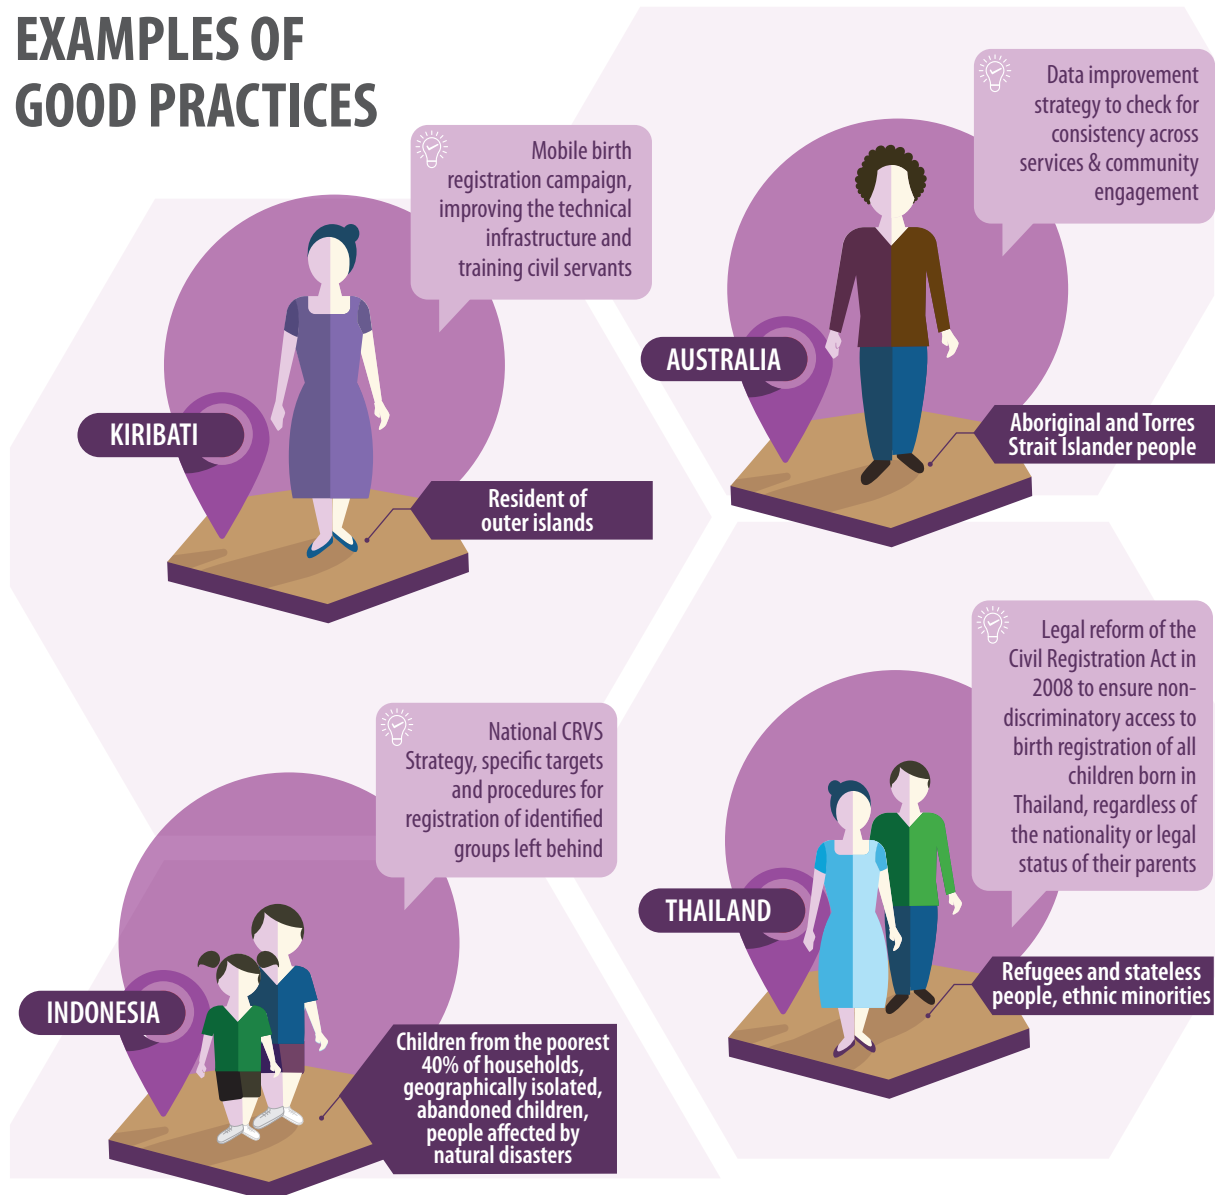 EXAMPLES OF
GOOD PRACTICES
Mobile birth
registration campaign,
improving the technical
infrastructure and
training civil servants
KIRIBATI
Resident of
outer islands
Data improvement
strategy to check for
consistency across
services & community
engagement
AUSTRALIA
Aboriginal and Torres
Strait Islander people
National CRVS
Strategy, specific targets
and procedures for
registration of identified
groups left behind
INDONESIA
Children from the poorest
40% of households,
geographically isolated,
abandoned children,
people affected by
natural disasters
Legal reform of the
Civil Registration Act in
2008 to ensure non-
discriminatory access to
birth registration of all
children born in
Thailand, regardless of
the nationality or legal
status of their parents
THAILAND
Refugees and stateless
people, ethnic minorities